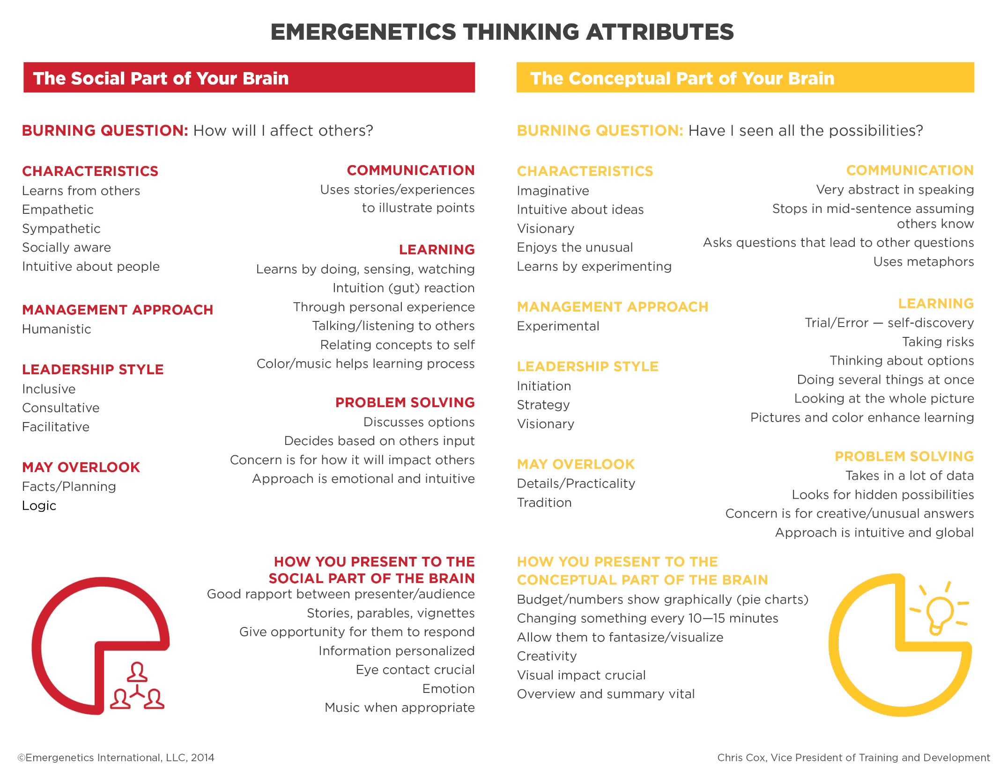 EMERGENETICS THINKING ATTRIBUTES
The Social Part of Your Brain
BURNING QUESTION: How will I affect others?
CHARACTERISTICS
Learns from others
Empathetic
Sympathetic
Socially aware
Intuitive about people
MANAGEMENT APPROACH
Humanistic
LEADERSHIP STYLE
Inclusive
Consultative
Facilitative
MAY OVERLOOK
Facts/Planning
Logic
COMMUNICATION
Uses stories/experiences
to illustrate points
LEARNING
Learns by doing, sensing, watching
Intuition (gut) reaction
Through personal experience
Talking/listening to others
Relating concepts to self
Color/music helps learning process
PROBLEM SOLVING
Discusses options
Decides based on others input
Concern is for how it will impact others
Approach is emotional and intuitive
HOW YOU PRESENT TO THE
SOCIAL PART OF THE BRAIN
Good rapport between presenter/audience
Stories, parables, vignettes
Give opportunity for them to respond
Information personalized
Eye contact crucial
Emotion
Music when appropriate
The Conceptual Part of Your Brain
BURNING QUESTION: Have I seen all the possibilities?
CHARACTERISTICS
Imaginative
Intuitive about ideas
Visionary
Enjoys the unusual
Learns by experimenting
MANAGEMENT APPROACH
Experimental
LEADERSHIP STYLE
Initiation
Strategy
Visionary
MAY OVERLOOK
Details/Practicality
Tradition
COMMUNICATION
Very abstract in speaking
Stops in mid-sentence assuming
others know
Asks questions that lead to other questions
Uses metaphors
LEARNING
Trial/Error — self-discovery
Taking risks
Thinking about options
Doing several things at once
Looking at the whole picture
Pictures and color enhance learning
PROBLEM SOLVING
Takes in a lot of data
Looks for hidden possibilities
Concern is for creative/unusual answers
Approach is intuitive and global
HOW YOU PRESENT TO THE
CONCEPTUAL PART OF THE BRAIN
Budget/numbers show graphically (pie charts)
Changing something every 10—15 minutes
Allow them to fantasize/visualize
Creativity
Visual impact crucial
Overview and summary vital
©Emergenetics International, LLC, 2014
Chris Cox, Vice President of Training and Development